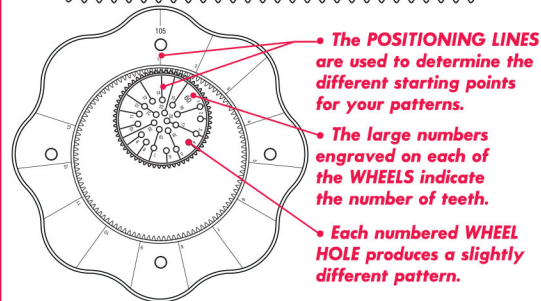 105
• The POSITIONING LINES
are used to determine the
different starting points
for your patterns.
• The large numbers
engraved on each of
the WHEELS indicate
the number of teeth.
• Each numbered WHEEL
HOLE produces a slightly
different pattern.